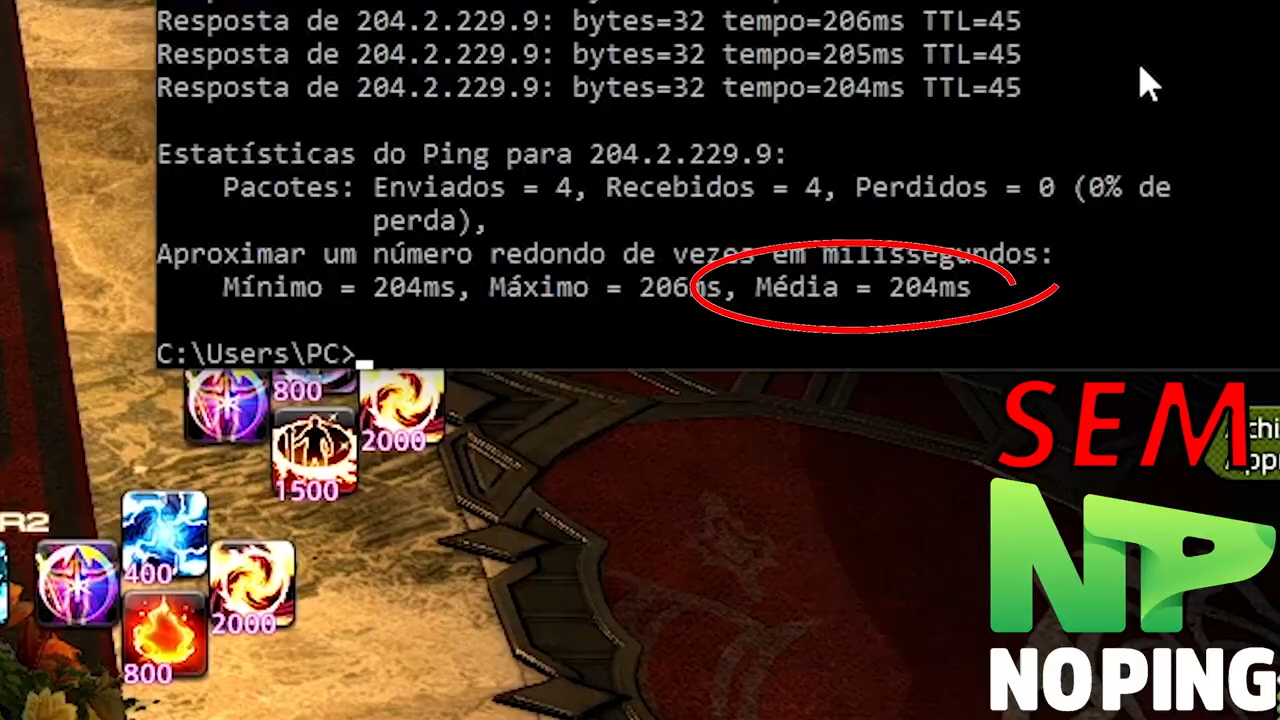 Resposta de 204.2.229.9: bytes=32 tempo=206ms TTL=45
Resposta de 204.2.229.9: bytes=32 tempo=205ms TTL=45
Resposta de 204.2.229.9: bytes=32 tempo=204ms TTL=45
Estatísticas do Ping para 204.2.229.9:
Pacotes: Enviados = 4, Recebidos = 4, Perdidos = 0 (0% de
perda),
Aproximar um número redondo de vezes em milissegundos:
Mínimo = 204ms, Máximo = 206ms, Média = 204ms
C:\Users\PC>
800
2000
1500
SEM
R2
400
2000
800
NP
NOPING